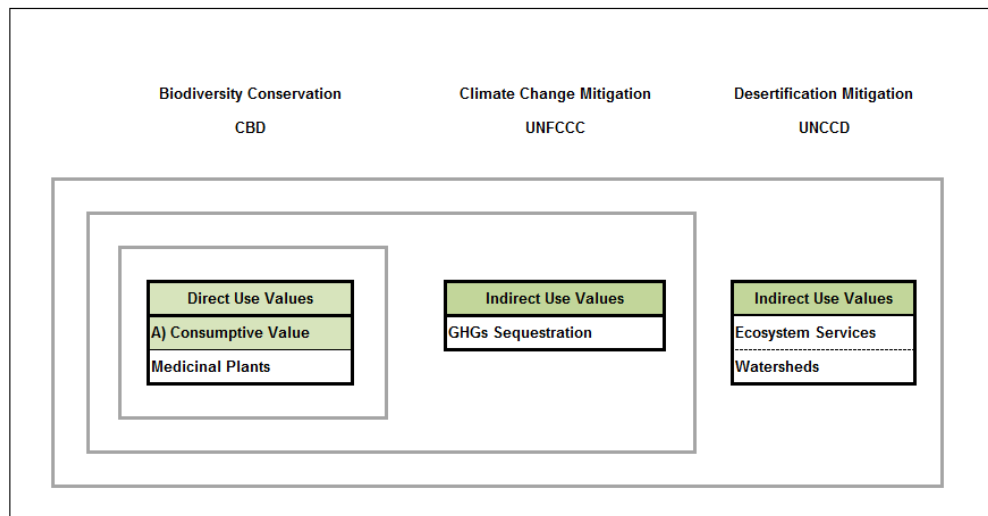 Biodiversity Conservation
CBD
Climate Change Mitigation
UNFCCC
Desertification Mitigation
UNCCD
Direct Use Values
A) Consumptive Value
Medicinal Plants
Indirect Use Values
GHGs Sequestration
Indirect Use Values
Ecosystem Services
Watersheds